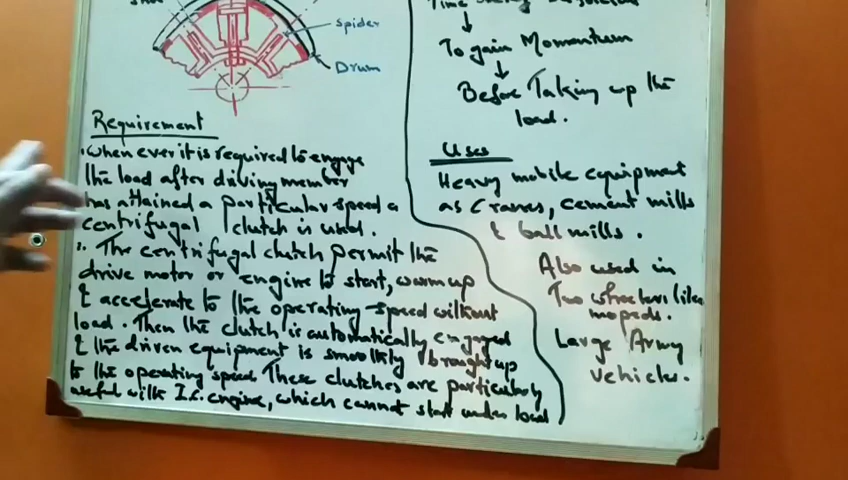 Spider
Drum
Requirement
1. when ever it is required to engage
the load after driving member
has attained a particular speed a
centrifugal clutch is used.
2. The centrifugal clutch permit the
drive motor or engine to start, warm up
& accelerate to the operating speed without
load. Then the clutch is automatically engaged
& the driven equipment is smoothly brought up
to the operating speed. These clutches are particularly
useful with I.C. engine, which cannot start under load
To gain Momentum
Before Taking up the
load.
Uses
Heavy mobile equipment
as Cranes, cement mills
& ball mills.
Also used in
Two wheelers like
mopeds.
Large Army
vehicles.